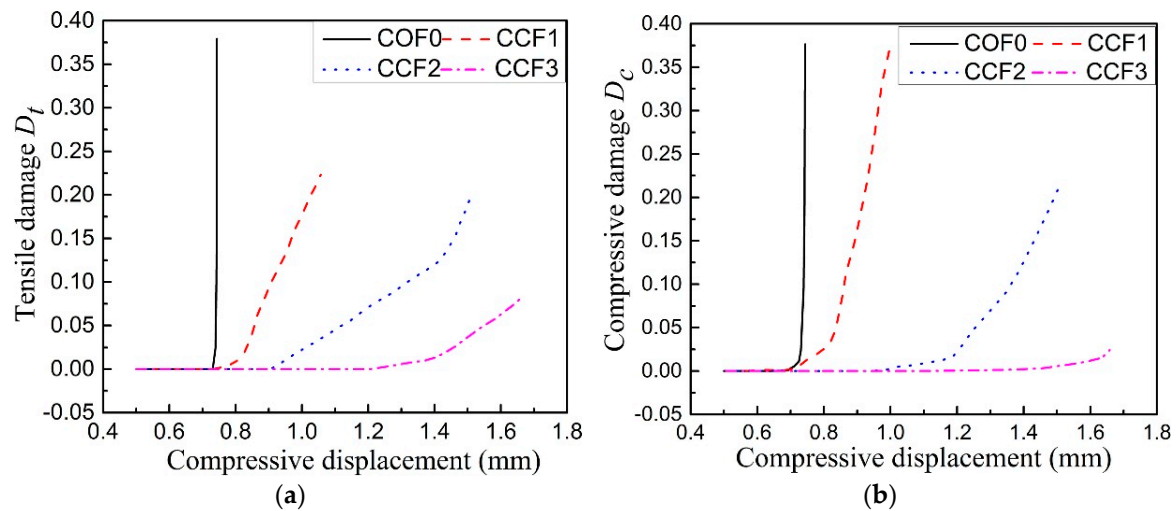 Tensile damage D_t
0.40
0.35
0.30
0.25
0.20
0.15
0.10
0.05
0.00
-0.05
COF0 CCF1
CCF2 CCF3
0.4 0.6 0.8 1.0 1.2 1.4 1.6 1.8
Compressive displacement (mm)
(a)
Compressive damage D_c
0.40
0.35
0.30
0.25
0.20
0.15
0.10
0.05
0.00
-0.05
COF0 CCF1
CCF2 CCF3
0.4 0.6 0.8 1.0 1.2 1.4 1.6 1.8
Compressive displacement (mm)
(b)